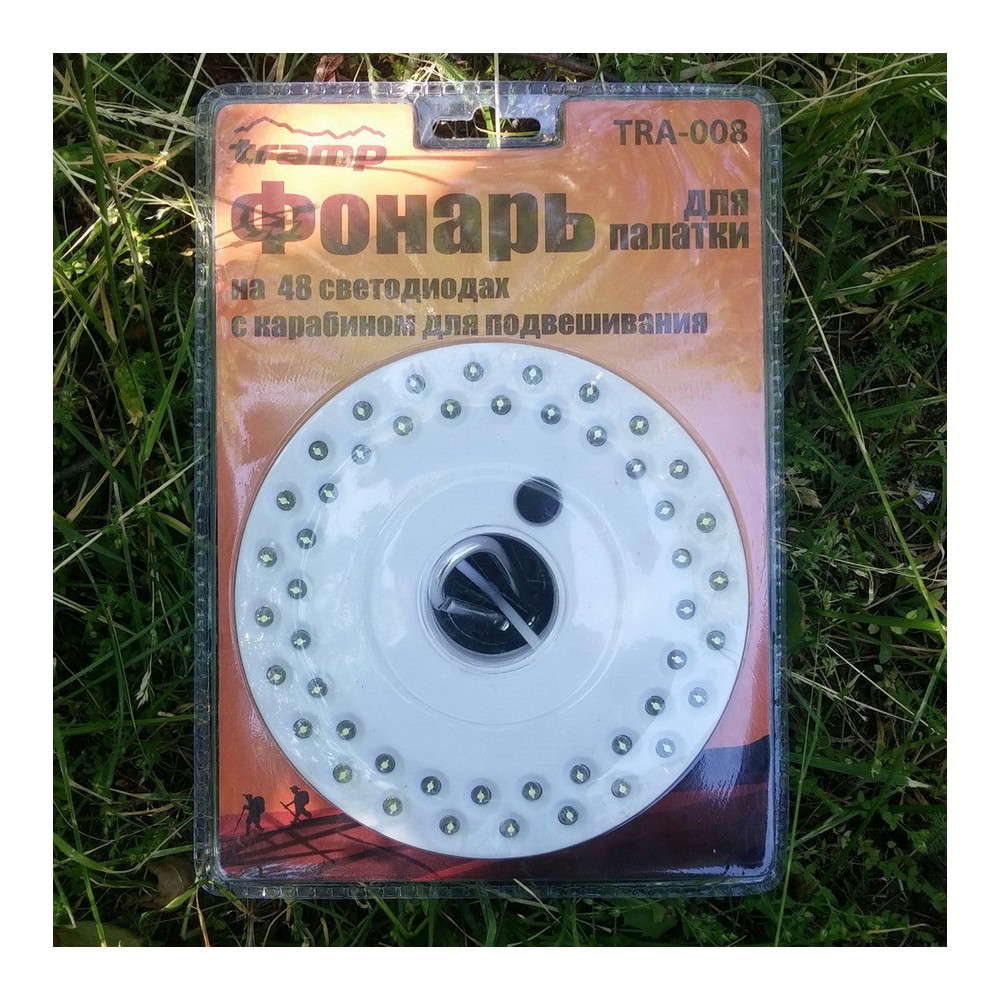 tramp
TRA-008
Фонарь для палатки
на 48 светодиодах
с карабином для подвешивания